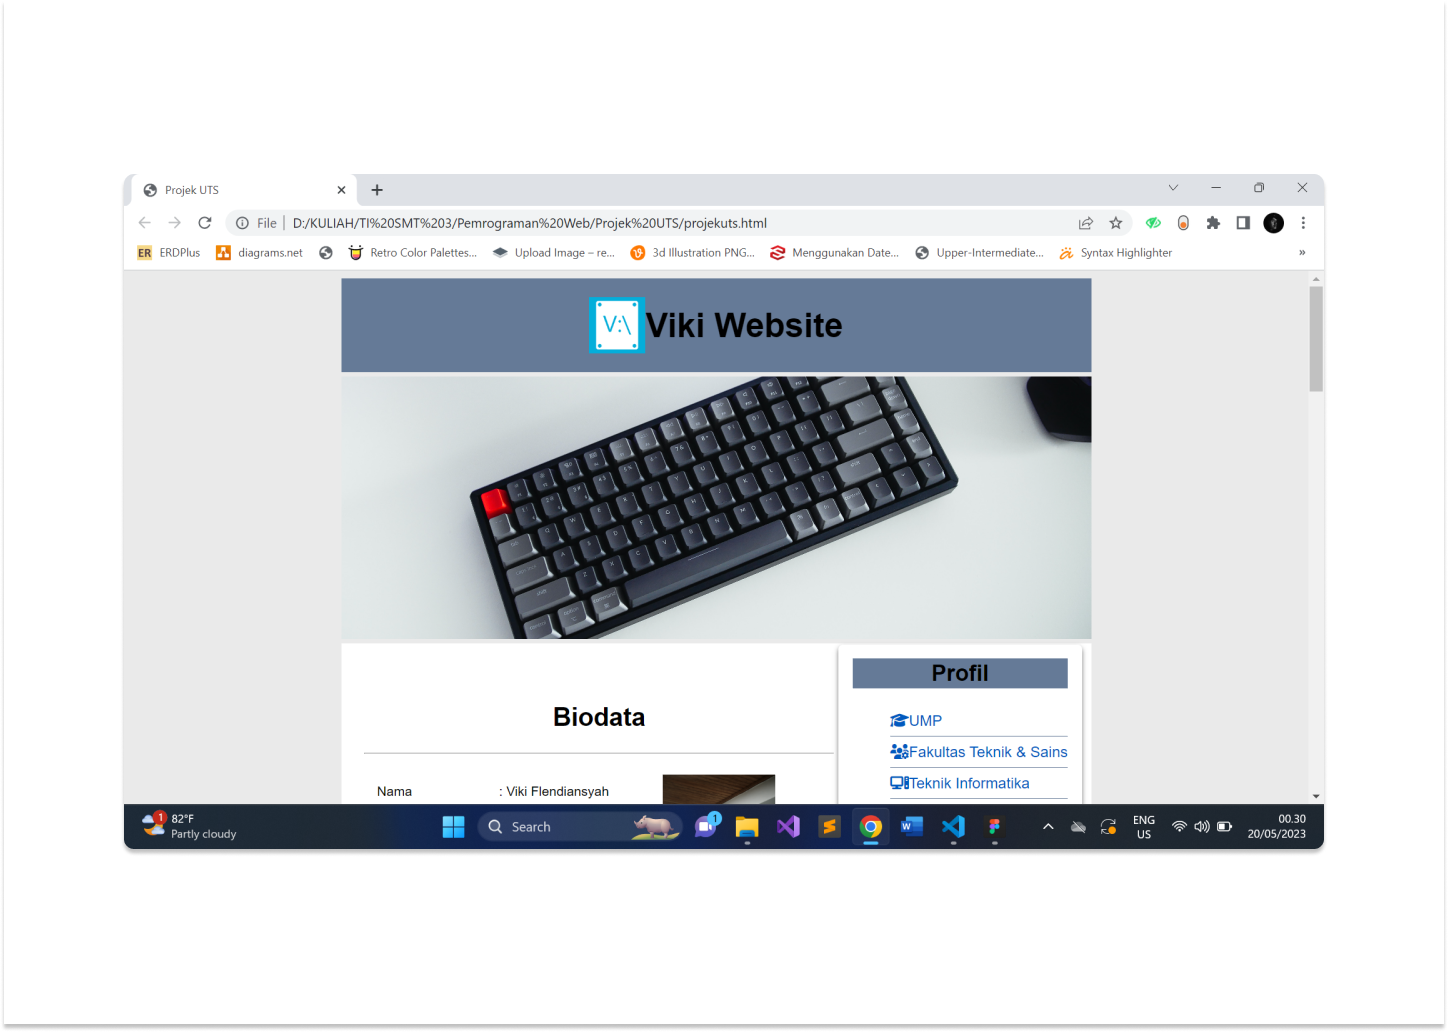 Projek UTS
File
D:/KULIAH/TI%20SMT%203/Pemrograman%20Web/Projek%20UTS/projekuts.html
ER ERDPlus diagrams.net Retro Color Palettes... Upload Image – re... 3d Illustration PNG... Menggunakan Date... Upper-Intermediate... Syntax Highlighter »
V:\ Viki Website
Profil
UMP
Biodata
Fakultas Teknik & Sains
Teknik Informatika
Nama : Viki Flendiansyah
1 82°F
Partly cloudy
Search
1
W
ENG
US
00.30
20/05/2023